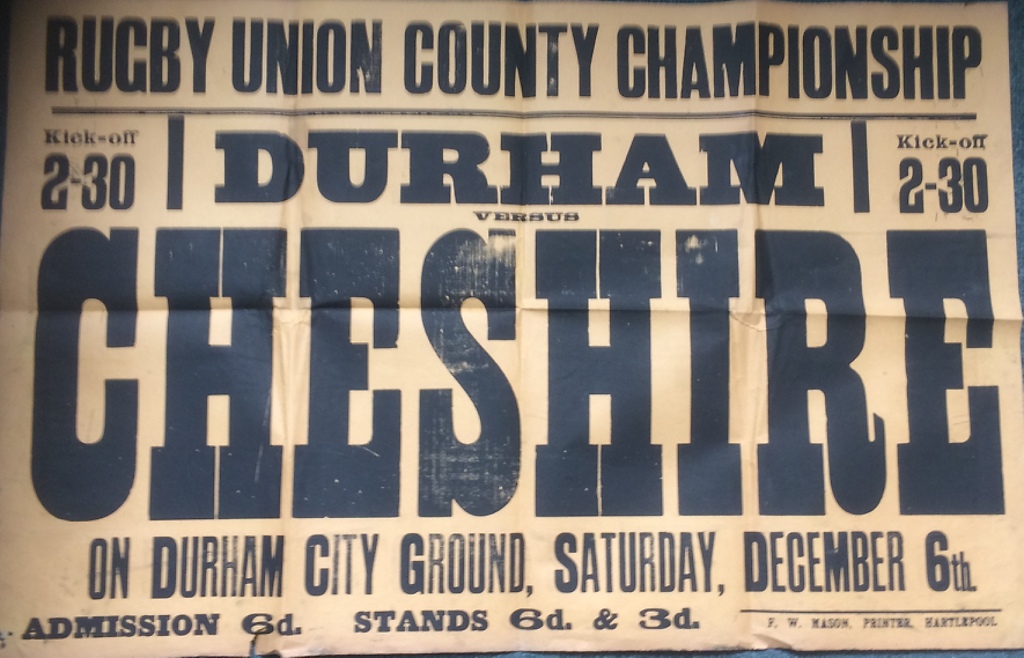 RUGBY UNION COUNTY CHAMPIONSHIP
Kick-off 2-30 | DURHAM | Kick-off 2-30
VERSUS
CHESHIRE
ON DURHAM CITY GROUND, SATURDAY, DECEMBER 6th.
ADMISSION 6d. STANDS 6d. & 3d.
F. W. MASON, PRINTER, HARTLEPOOL